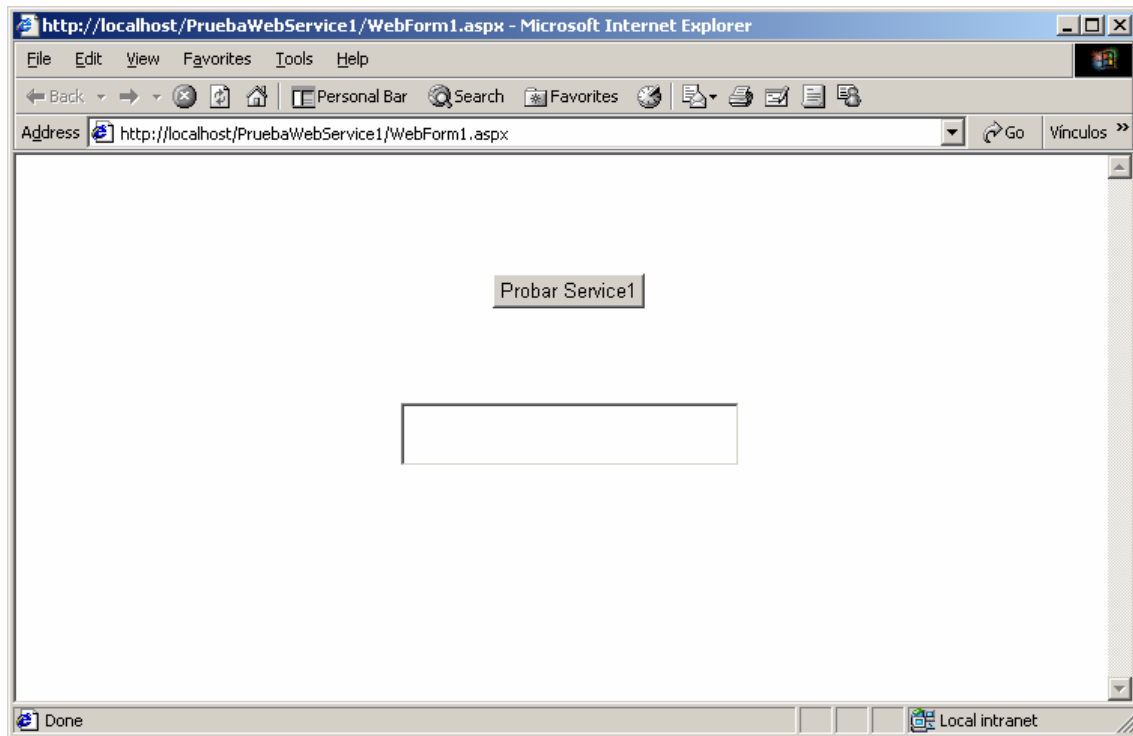 http://localhost/PruebaWebService1/WebForm1.aspx - Microsoft Internet Explorer
File Edit View Favorites Tools Help
Back Personal Bar Search Favorites
Address http://localhost/PruebaWebService1/WebForm1.aspx Go Vínculos »
Probar Service1
Done Local intranet